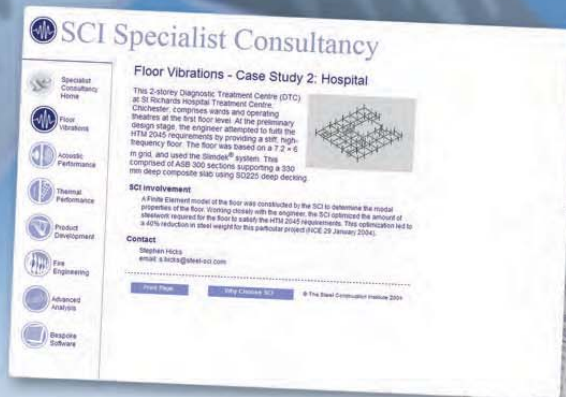 SCI Specialist Consultancy
Specialist
Consultancy
Home
Floor
Vibrations
Acoustic
Performance
Thermal
Performance
Product
Development
Fire
Engineering
Advanced
Analysis
Bespoke
Software
Floor Vibrations - Case Study 2: Hospital
This 2-storey Diagnostic Treatment Centre (DTC)
at St Richards Hospital Treatment Centre,
Chichester, comprises wards and operating
theatres at the first floor level. At the preliminary
design stage, the engineer attempted to fulfil the
HTM 2045 requirements by providing a stiff, high-
frequency floor. The floor was based on a 7.2 × 6
m grid, and used the Slimdek® system. This
comprised of ASB 300 sections supporting a 330
mm deep composite slab using SD225 deep decking.
SCI involvement
A Finite Element model of the floor was constructed by the SCI to determine the modal
properties of the floor. Working closely with the engineer, the SCI optimized the amount of
steelwork required for the floor to satisfy the HTM 2045 requirements. This optimization led to
a 40% reduction in steel weight for this particular project (NCE 29 January 2004).
Contact
Stephen Hicks
email: s.hicks@steel-sci.com
Print Page
Why Choose SCI
© The Steel Construction Institute 2004